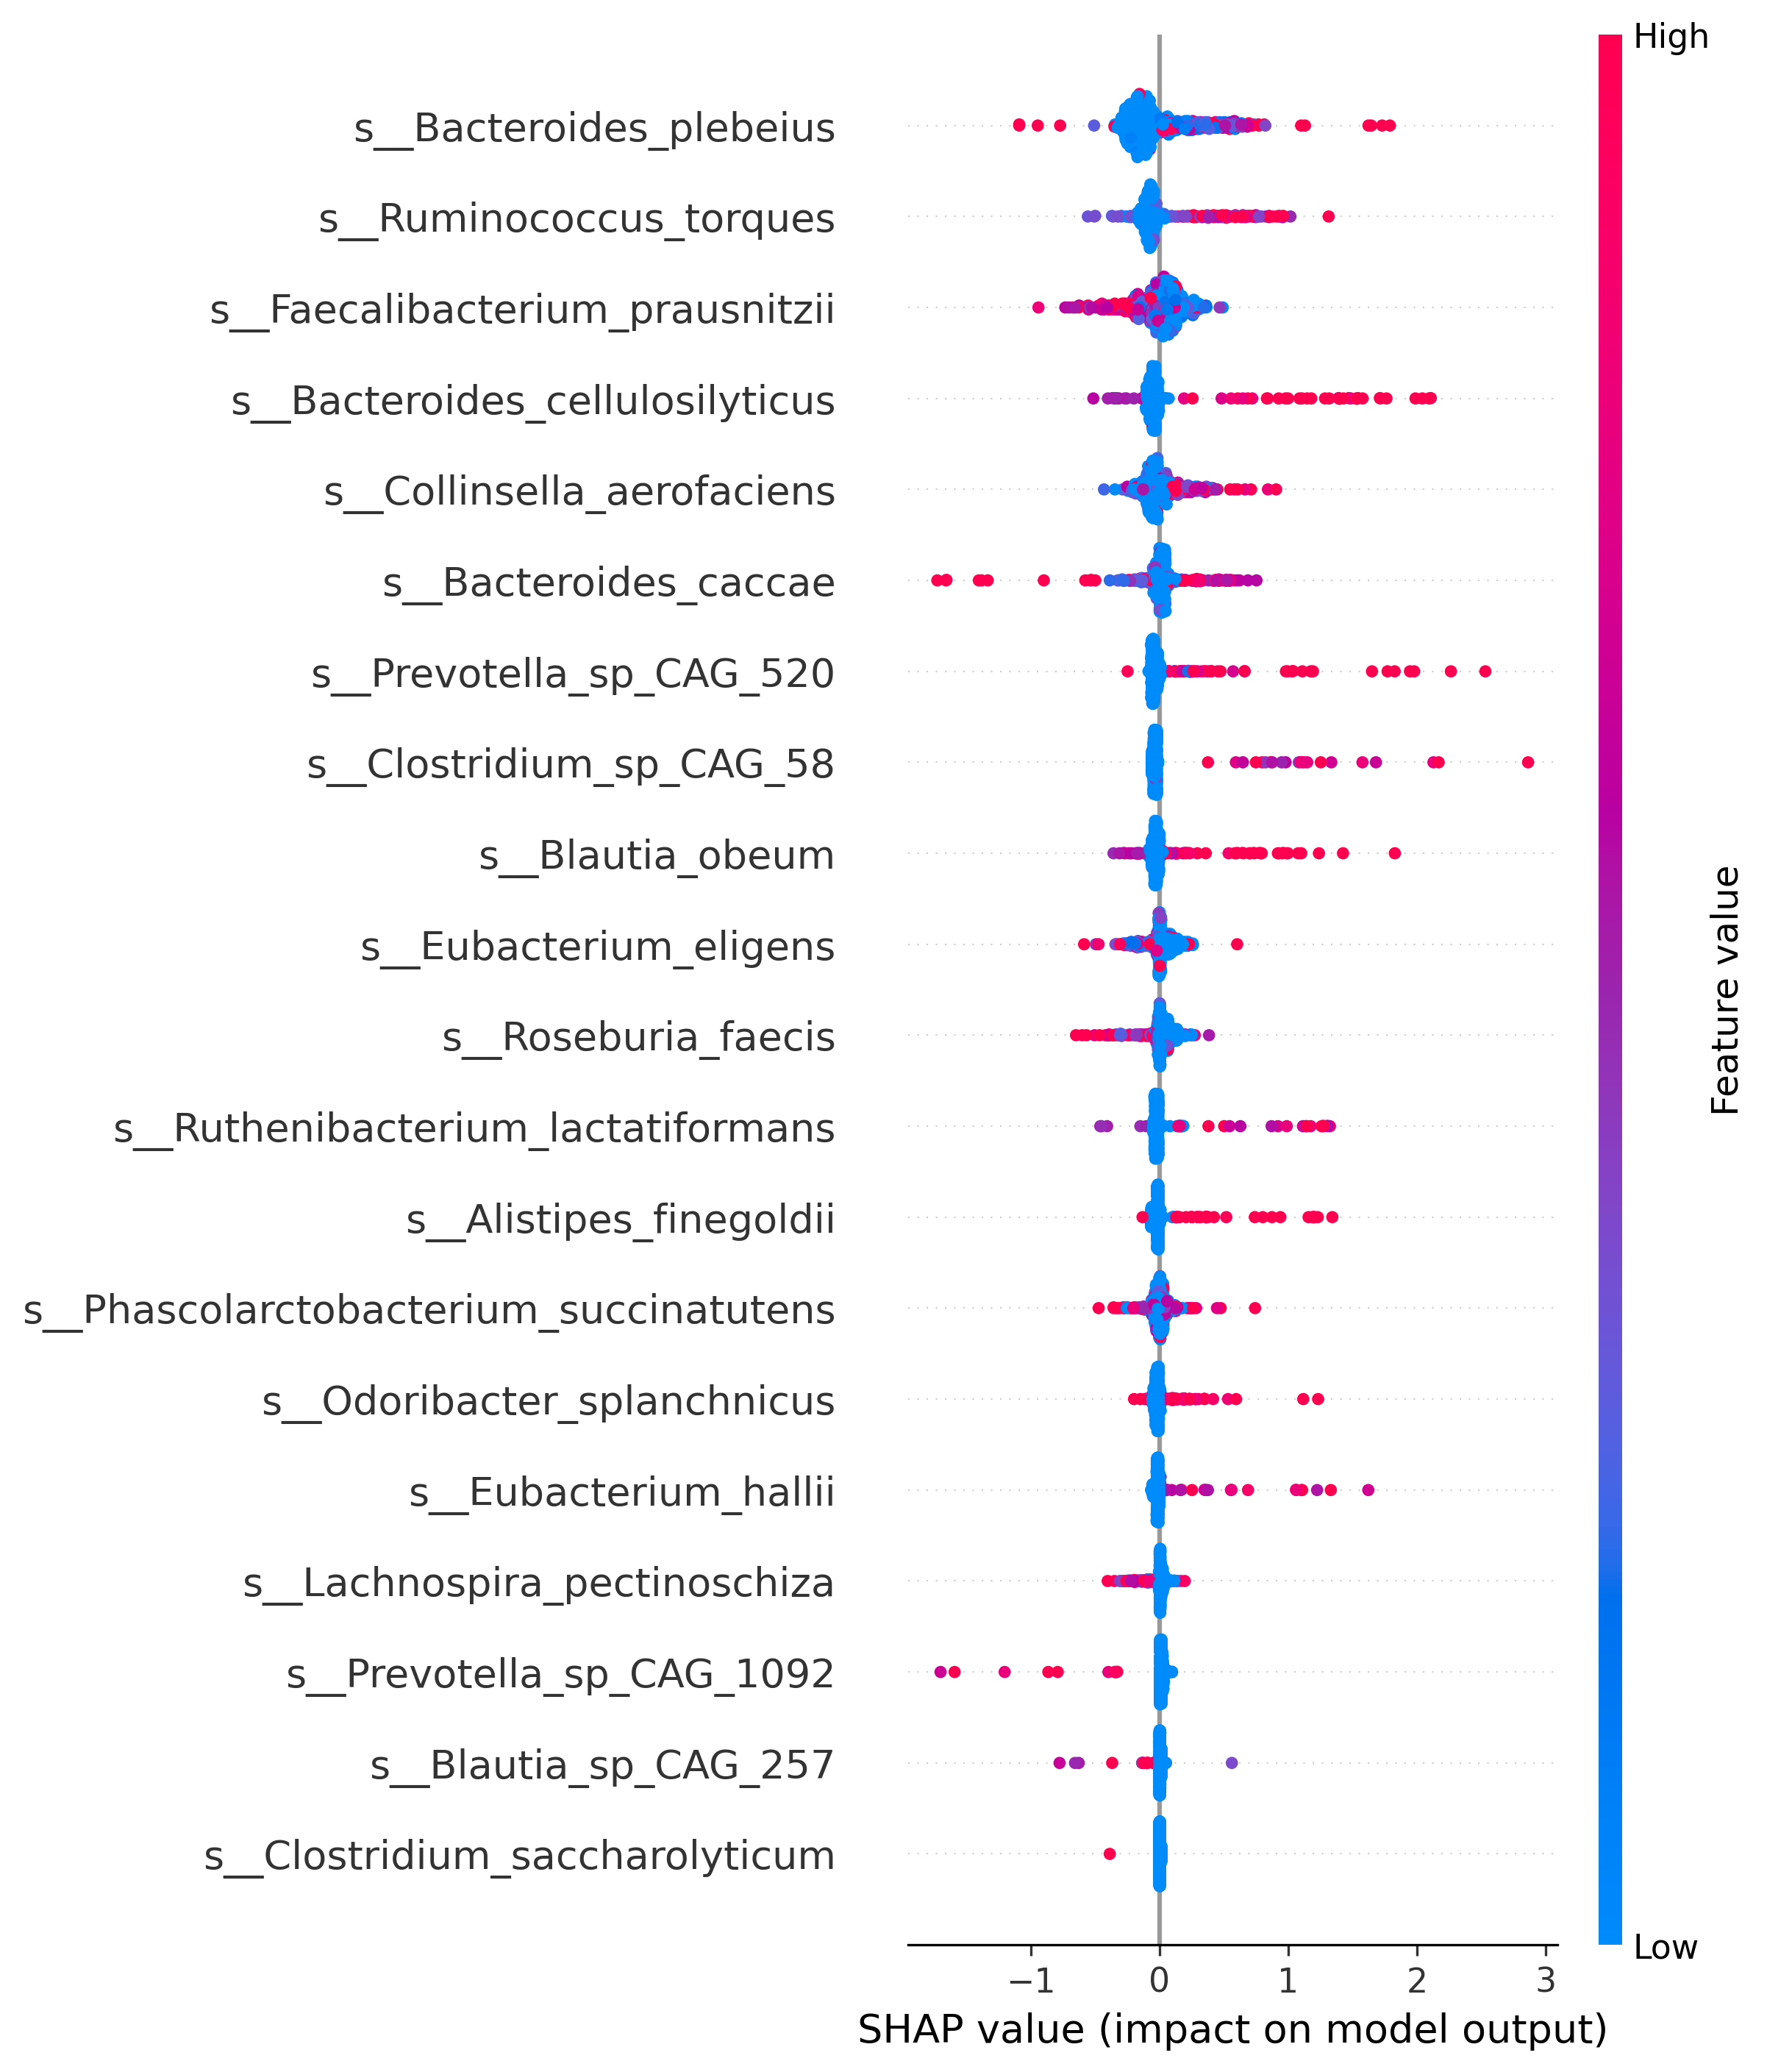 High
s__Bacteroides_plebeius
s__Ruminococcus_torques
s__Faecalibacterium_prausnitzii
s__Bacteroides_cellulosilyticus
s__Collinsella_aerofaciens
s__Bacteroides_caccae
s__Prevotella_sp_CAG_520
s__Clostridium_sp_CAG_58
s__Blautia_obeum
s__Eubacterium_eligens
s__Roseburia_faecis
s__Ruthenibacterium_lactatiformans
s__Alistipes_finegoldii
s__Phascolarctobacterium_succinatutens
s__Odoribacter_splanchnicus
s__Eubacterium_hallii
s__Lachnospira_pectinoschiza
s__Prevotella_sp_CAG_1092
s__Blautia_sp_CAG_257
s__Clostridium_saccharolyticum
Feature value
Low
−1 0 1 2 3
SHAP value (impact on model output)